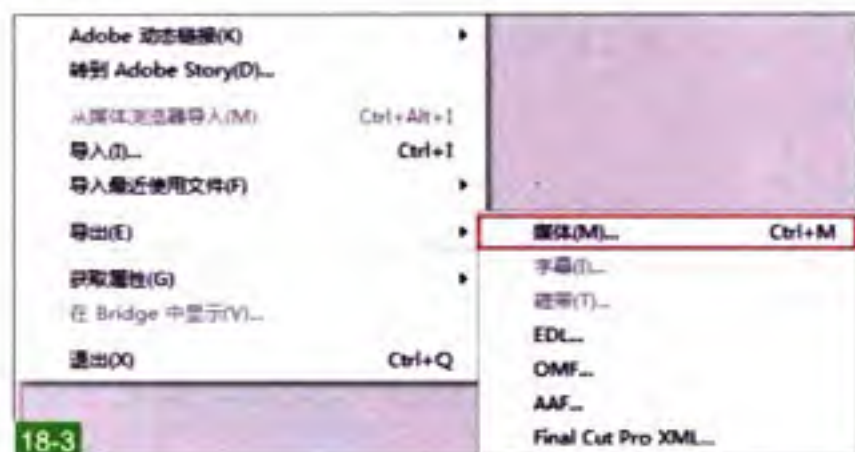 Adobe 动态链接(K)
转到 Adobe Story(D)...
从媒体浏览器导入(M) Ctrl+Alt+I
导入(I)... Ctrl+I
导入最近使用文件(F)
导出(E)
获取属性(G)
在 Bridge 中显示(V)...
退出(X) Ctrl+Q
媒体(M)... Ctrl+M
字幕(T)...
磁带(T)...
EDL...
OMF...
AAF...
Final Cut Pro XML...
18-3